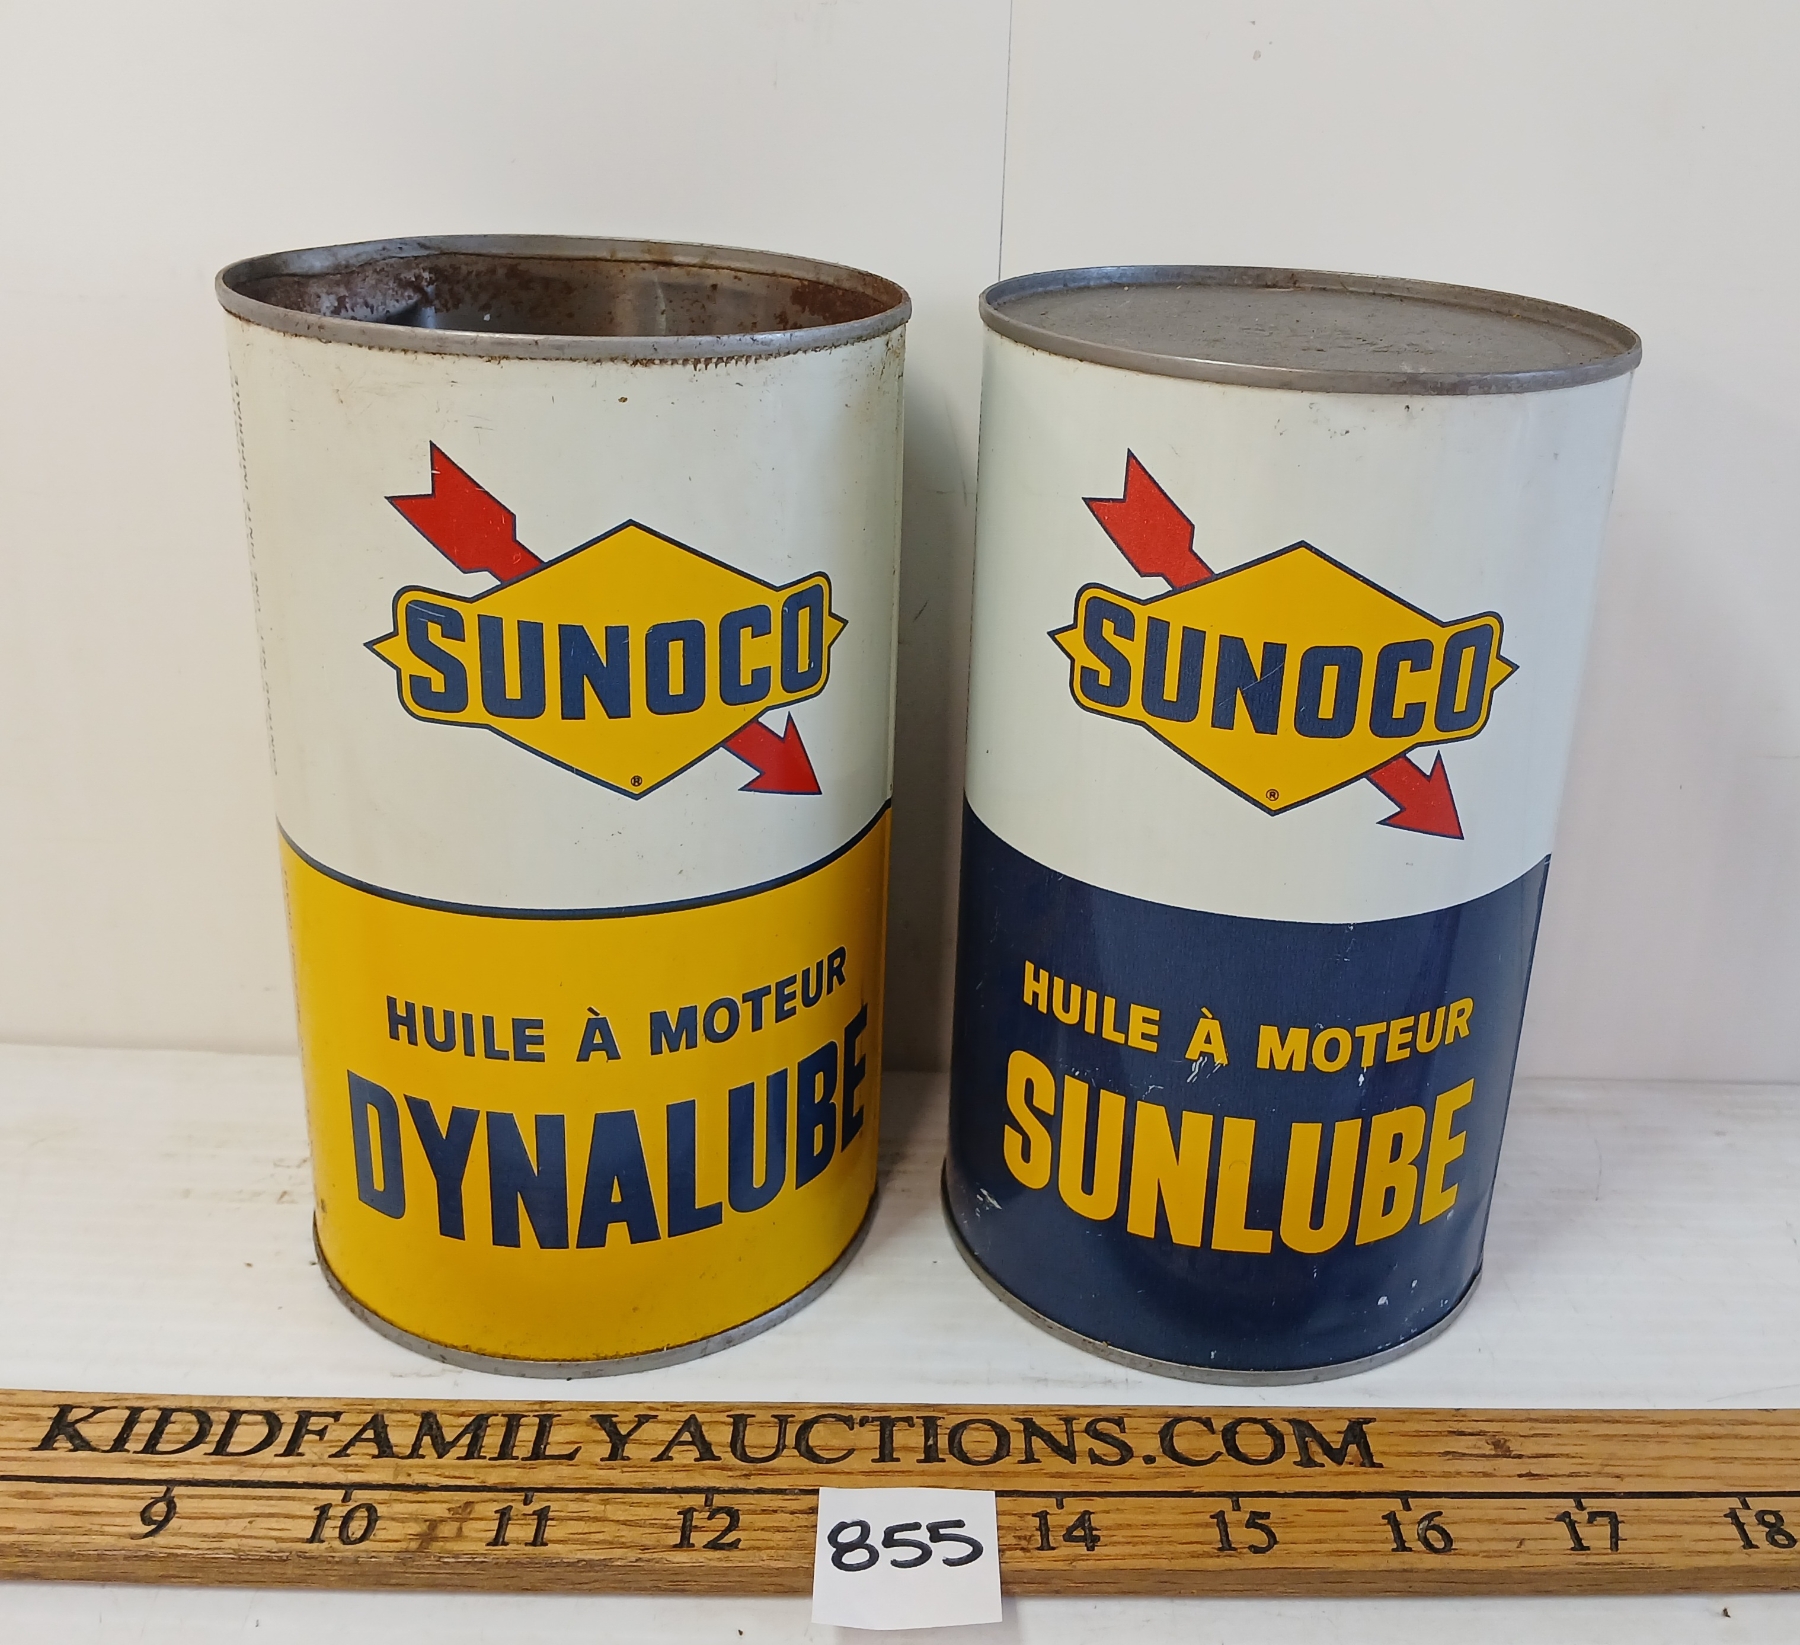 SUNOCO
®
HUILE À MOTEUR
DYNALUBE
SUNOCO
®
HUILE À MOTEUR
SUNLUBE
KIDDFAMILYAUCTIONS.COM
9 10 11 12 14 15 16 17 18
855